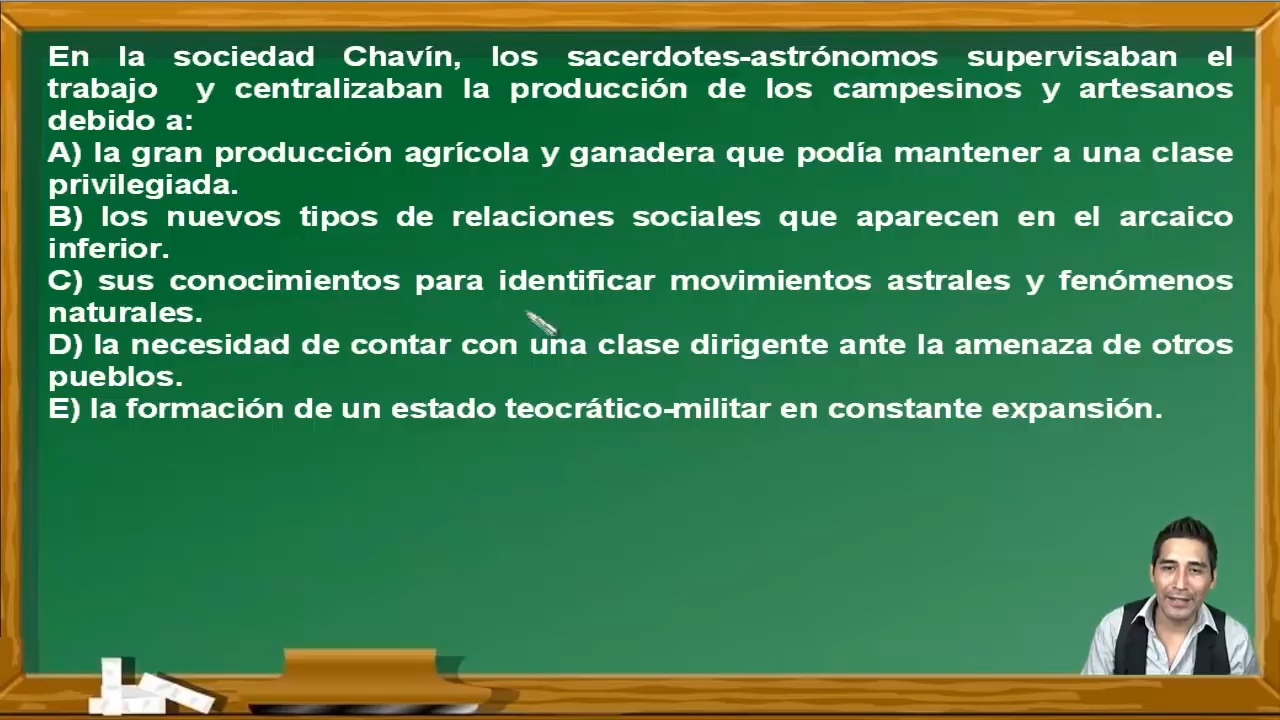 En la sociedad Chavín, los sacerdotes-astrónomos supervisaban el
trabajo y centralizaban la producción de los campesinos y artesanos
debido a:
A) la gran producción agrícola y ganadera que podía mantener a una clase
privilegiada.
B) los nuevos tipos de relaciones sociales que aparecen en el arcaico
inferior.
C) sus conocimientos para identificar movimientos astrales y fenómenos
naturales.
D) la necesidad de contar con una clase dirigente ante la amenaza de otros
pueblos.
E) la formación de un estado teocrático-militar en constante expansión.